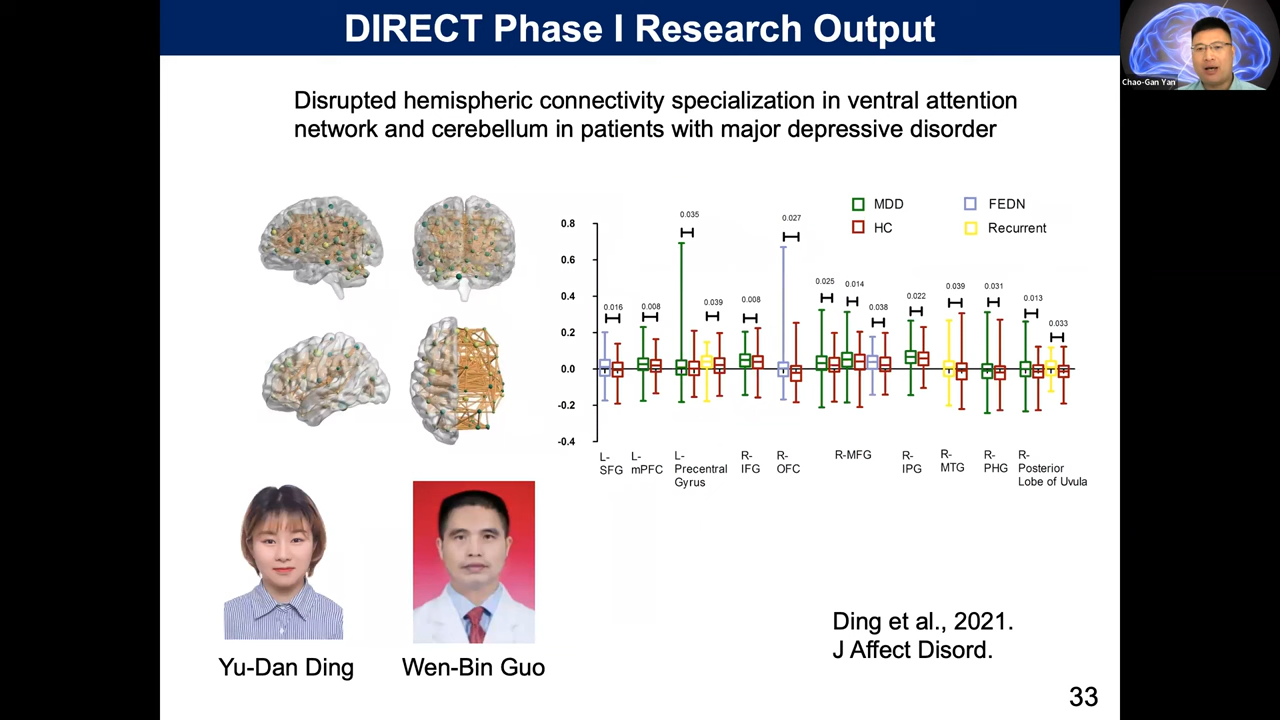 DIRECT Phase I Research Output
Chao-Gan Yan
Disrupted hemispheric connectivity specialization in ventral attention
network and cerebellum in patients with major depressive disorder
MDD
FEDN
HC
Recurrent
0.8
0.6
0.4
0.2
0.0
-0.2
-0.4
0.016
0.008
0.035
0.039
0.008
0.027
0.025
0.014
0.038
0.022
0.039
0.031
0.013
0.033
L-
SFG
L-
mPFC
L-
Precentral
Gyrus
R-
IFG
R-
OFC
R-MFG
R-
IPG
R-
MTG
R-
PHG
R-
Posterior
Lobe of Uvula
Yu-Dan Ding
Wen-Bin Guo
Ding et al., 2021.
J Affect Disord.
33